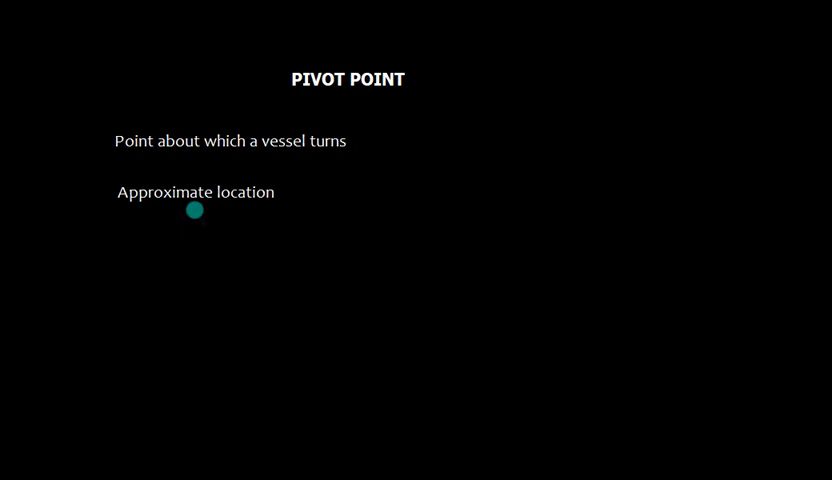 PIVOT POINT
Point about which a vessel turns
Approximate location